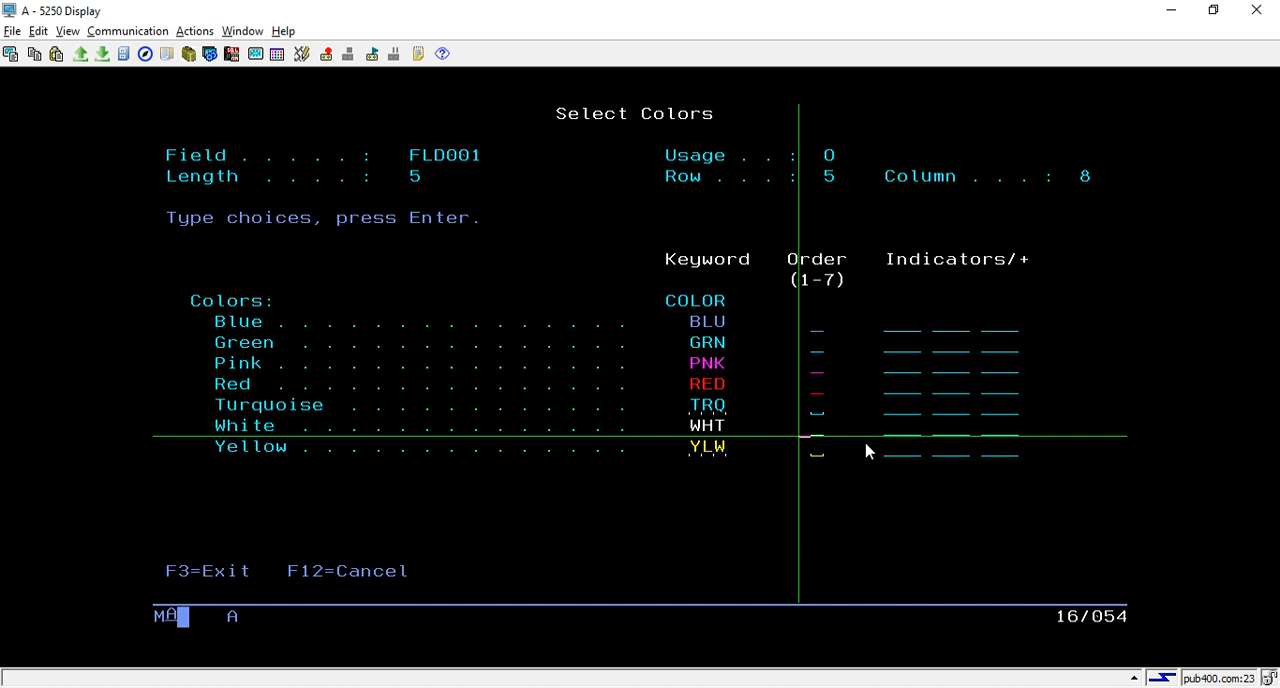 A - 5250 Display
File Edit View Communication Actions Window Help
Select Colors
Field . . . . . : FLD001 Usage . . : O
Length . . . . : 5 Row . . . : 5 Column . . . : 8
Type choices, press Enter.
Keyword Order Indicators/+
(1-7)
Colors: COLOR
Blue . . . . . . . . . . . . . . . BLU
Green . . . . . . . . . . . . . . GRN
Pink . . . . . . . . . . . . . . . PNK
Red . . . . . . . . . . . . . . . RED
Turquoise . . . . . . . . . . . . TRQ
White . . . . . . . . . . . . . . WHT
Yellow . . . . . . . . . . . . . . YLW
F3=Exit F12=Cancel
MA A 16/054
pub400.com:23